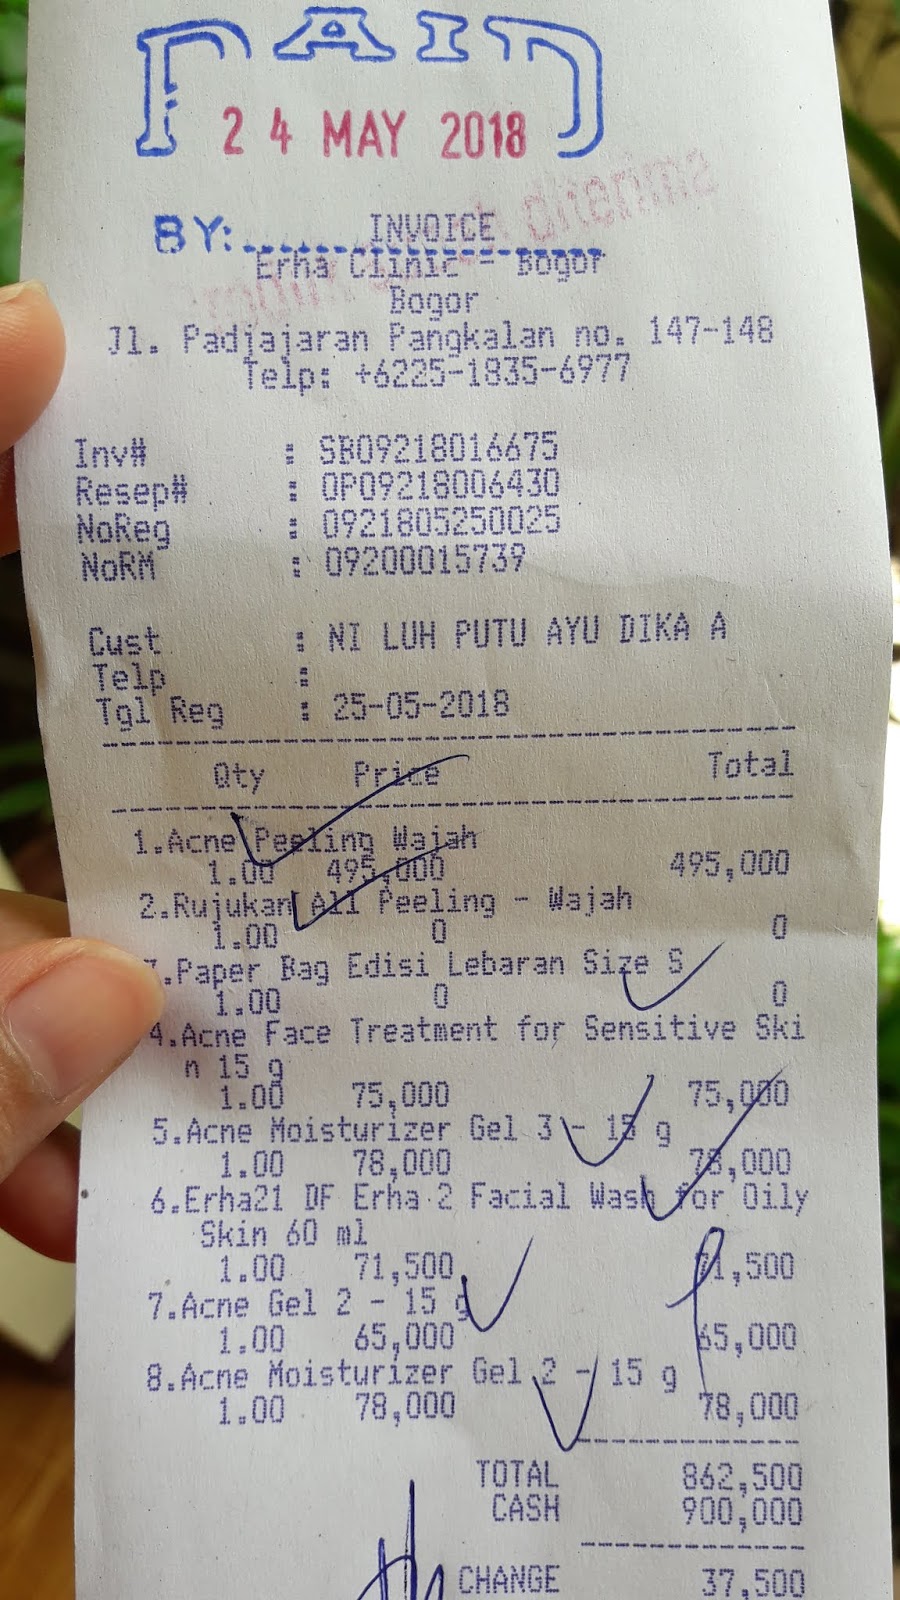 PAID
24 MAY 2018
diterima
BY:
INVOICE
Erha Clinic - Bogor
Bogor
Jl. Padjajaran Pangkalan no. 147-148
Telp: +6225-1835-6977
Inv# : SB09218016675
Resep# : OP09218006430
NoReg : 0921805250025
NoRM : 09200015739
Cust : NI LUH PUTU AYU DIKA A
Telp :
Tgl Reg : 25-05-2018
Qty Price Total
1.Acne Peeling Wajah
1.00 495,000 495,000
2.Rujukan All Peeling - Wajah
1.00 0 0
.Paper Bag Edisi Lebaran Size S
1.00 0 0
4.Acne Face Treatment for Sensitive Ski
n 15 g
1.00 75,000 75,000
5.Acne Moisturizer Gel 3 - 15 g
1.00 78,000 78,000
6.Erha21 DF Erha 2 Facial Wash for Oily
Skin 60 ml
1.00 71,500 71,500
7.Acne Gel 2 - 15 g
1.00 65,000 65,000
8.Acne Moisturizer Gel 2 - 15 g
1.00 78,000 78,000
TOTAL 862,500
CASH 900,000
CHANGE 37,500